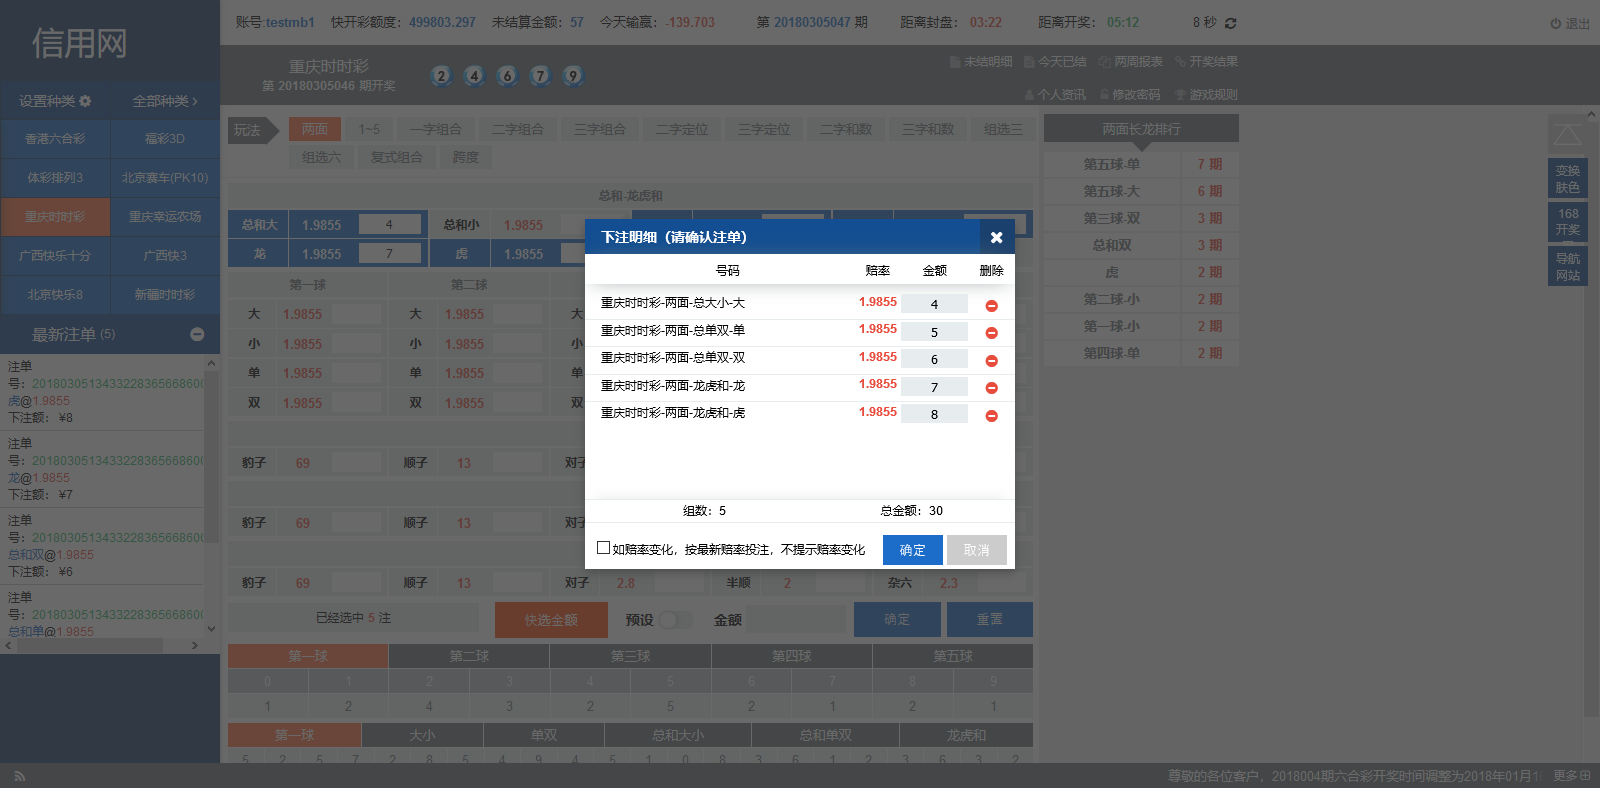 账号:testmb1 快开彩额度：499803.297 未结算金额：57 今天输赢：-139.703 第 20180305047 期 距离封盘：03:22 距离开奖：05:12 8 秒 退出
信用网
重庆时时彩
第 20180305046 期开奖
2 4 6 7 9
未结明细 今天已结 两周报表 开奖结果
个人资讯 修改密码 游戏规则
设置种类 全部种类
香港六合彩 福彩3D
体彩排列3 北京赛车(PK10)
重庆时时彩 重庆幸运农场
广西快乐十分 广西快3
北京快乐8 新疆时时彩
最新注单 (5)
注单
号：2018030513433228365668600
虎@1.9855
下注额： ¥8
注单
号：2018030513433228365668600
龙@1.9855
下注额： ¥7
注单
号：2018030513433228365668600
总和双@1.9855
下注额： ¥6
注单
号：2018030513433228365668600
总和单@1.9855
玩法 两面 1~5 一字组合 二字组合 三字组合 二字定位 三字定位 二字和数 三字和数 组选三
组选六 复式组合 跨度
总和-龙虎和
总和大 1.9855 4 总和小 1.9855
龙 1.9855 7 虎 1.9855
第一球 第二球
大 1.9855 大 1.9855 大
小 1.9855 小 1.9855 小
单 1.9855 单 1.9855 单
双 1.9855 双 1.9855 双
豹子 69 顺子 13 对子
豹子 69 顺子 13 对子
豹子 69 顺子 13 对子 2.8 半顺 2 杂六 2.3
下注明细（请确认注单）
号码 赔率 金额 删除
重庆时时彩-两面-总大小-大 1.9855 4
重庆时时彩-两面-总单双-单 1.9855 5
重庆时时彩-两面-总单双-双 1.9855 6
重庆时时彩-两面-龙虎和-龙 1.9855 7
重庆时时彩-两面-龙虎和-虎 1.9855 8
组数：5 总金额：30
如赔率变化，按最新赔率投注，不提示赔率变化 确定 取消
已经选中 5 注 快选金额 预设 金额 确定 重置
第一球 第二球 第三球 第四球 第五球
0 1 2 3 4 5 6 7 8 9
1 2 4 3 2 5 2 1 2 1
第一球 大小 单双 总和大小 总和单双 龙虎和
5 2 5 7 2 8 5 4 9 4 5 1 0 8 3 6 1 2 3 6 3 2
两面长龙排行
第五球-单 7 期
第五球-大 6 期
第三球-双 3 期
总和双 3 期
虎 2 期
第二球-小 2 期
第一球-小 2 期
第四球-单 2 期
变换
肤色
168
开奖
导航
网站
尊敬的各位客户，2018004期六合彩开奖时间调整为2018年01月1 更多